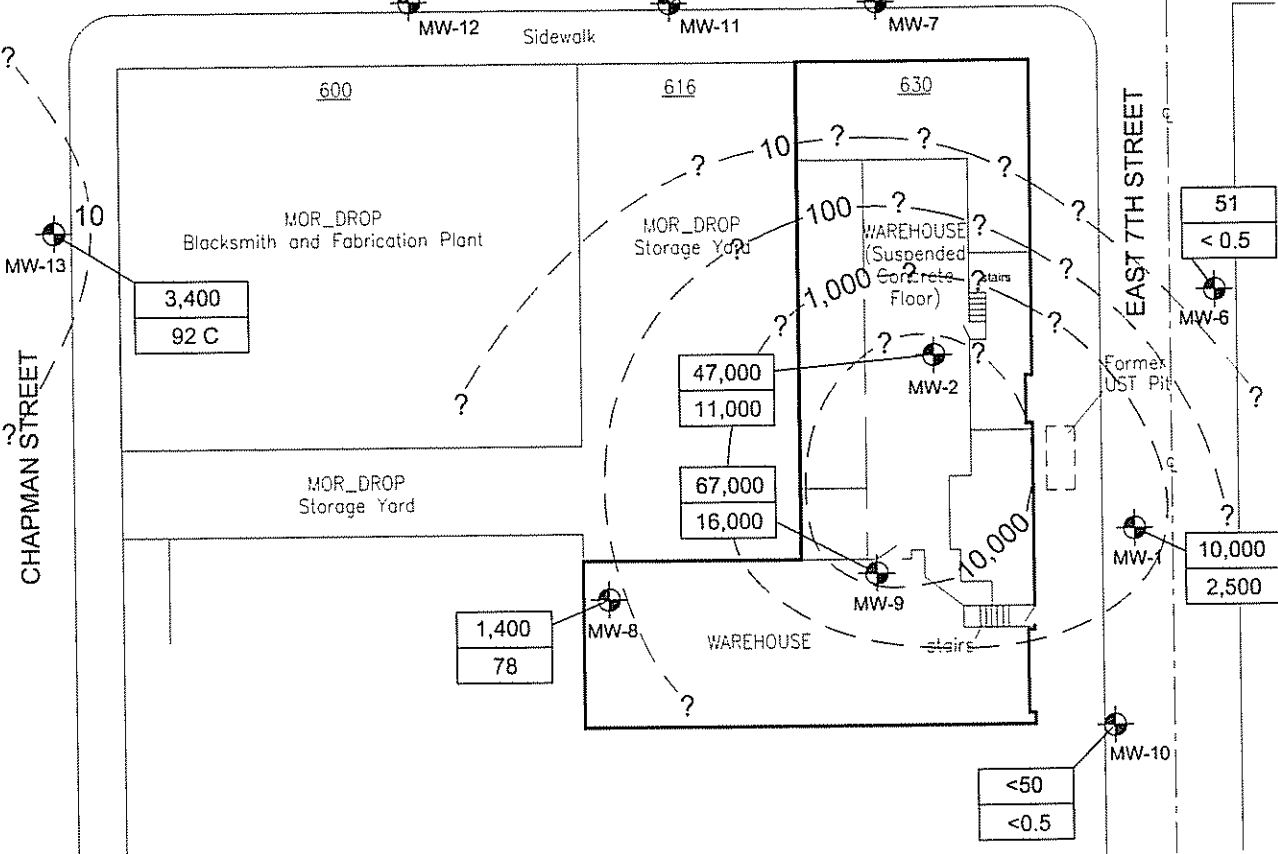 MW-12
MW-11
MW-7
Sidewalk
?
600
616
630
? ?
10
?
?
10
MOR_DROP
Blacksmith and Fabrication Plant
MOR_DROP
Storage Yard
?
100
?
?
?
?
WAREHOUSE
(Suspended
Concrete
Floor)
?
?
stairs
1,000
?
?
?
?
EAST 7TH STREET
51
< 0.5
MW-6
MW-13
3,400
92 C
47,000
11,000
MW-2
Former
UST Pit
?
?
?
CHAPMAN STREET
MOR_DROP
Storage Yard
67,000
16,000
10,000
?
MW-1
10,000
2,500
MW-9
MW-8
1,400
78
WAREHOUSE
stairs
?
MW-10
<50
<0.5